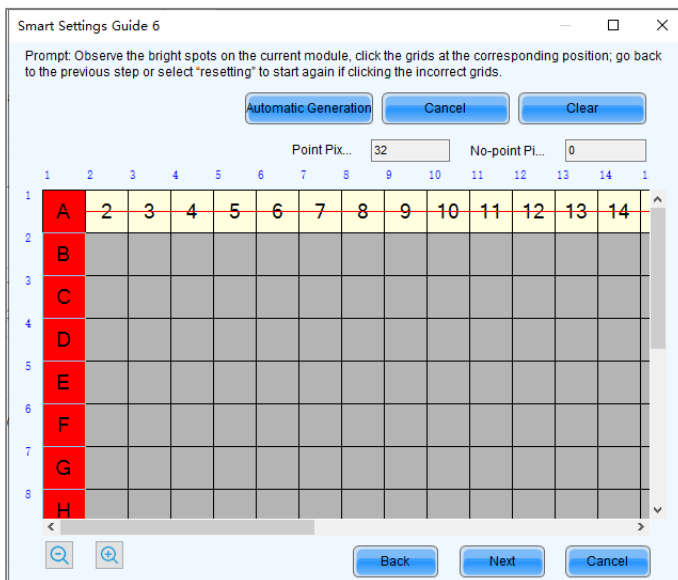 Smart Settings Guide 6
Prompt: Observe the bright spots on the current module, click the grids at the corresponding position; go back
to the previous step or select “resetting” to start again if clicking the incorrect grids.
Automatic Generation Cancel Clear
Point Pix... 32 No-point Pi... 0
1 2 3 4 5 6 7 8 9 10 11 12 13 14 1
1 A 2 3 4 5 6 7 8 9 10 11 12 13 14
2 B
3 C
4 D
5 E
6 F
7 G
8 H
Back Next Cancel